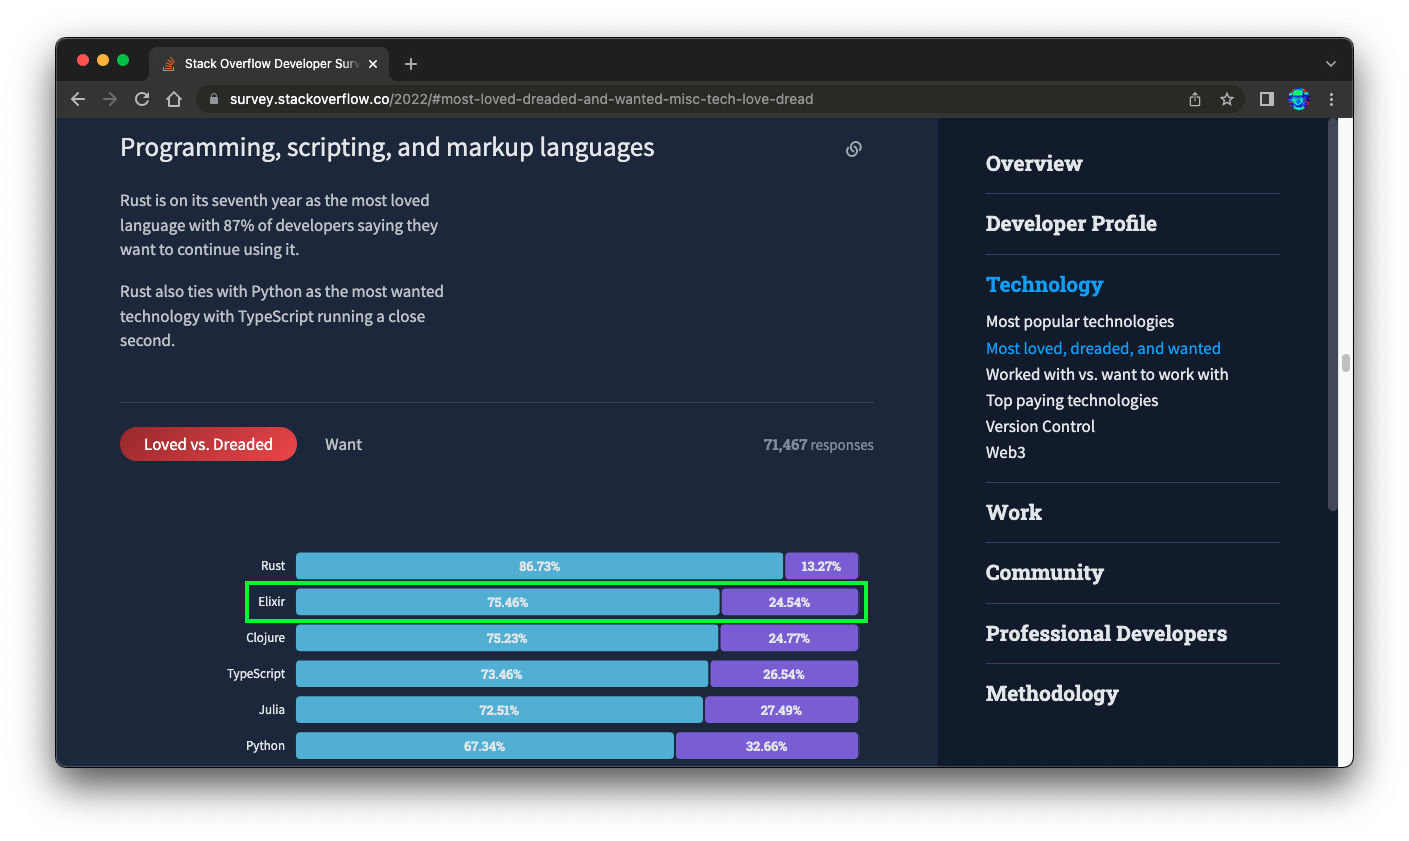 Stack Overflow Developer Surv
survey.stackoverflow.co/2022/#most-loved-dreaded-and-wanted-misc-tech-love-dread
Programming, scripting, and markup languages
Rust is on its seventh year as the most loved
language with 87% of developers saying they
want to continue using it.
Rust also ties with Python as the most wanted
technology with TypeScript running a close
second.
Loved vs. Dreaded
Want
71,467 responses
Rust 86.73% 13.27%
Elixir 75.46% 24.54%
Clojure 75.23% 24.77%
TypeScript 73.46% 26.54%
Julia 72.51% 27.49%
Python 67.34% 32.66%
Overview
Developer Profile
Technology
Most popular technologies
Most loved, dreaded, and wanted
Worked with vs. want to work with
Top paying technologies
Version Control
Web3
Work
Community
Professional Developers
Methodology